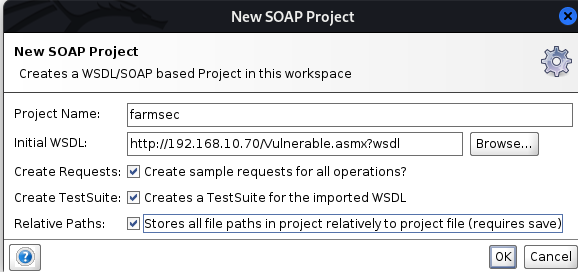 New SOAP Project
New SOAP Project
Creates a WSDL/SOAP based Project in this workspace
Project Name: farmsec
Initial WSDL: http://192.168.10.70/Vulnerable.asmx?wsdl Browse...
Create Requests: Create sample requests for all operations?
Create TestSuite: Creates a TestSuite for the imported WSDL
Relative Paths: Stores all file paths in project relatively to project file (requires save)
? OK Cancel